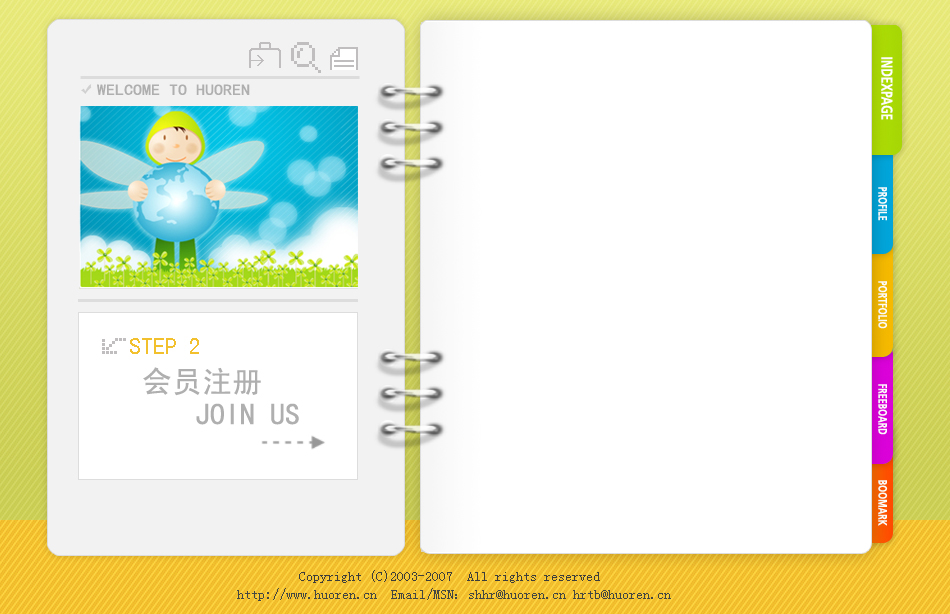 WELCOME TO HUOREN
STEP 2
会员注册
JOIN US
INDEXPAGE
PROFILE
PORTFOLIO
FREEBOARD
BOOMARK
Copyright (C)2003-2007 All rights reserved
http://www.huoren.cn Email/MSN: shhr@huoren.cn hrtb@huoren.cn